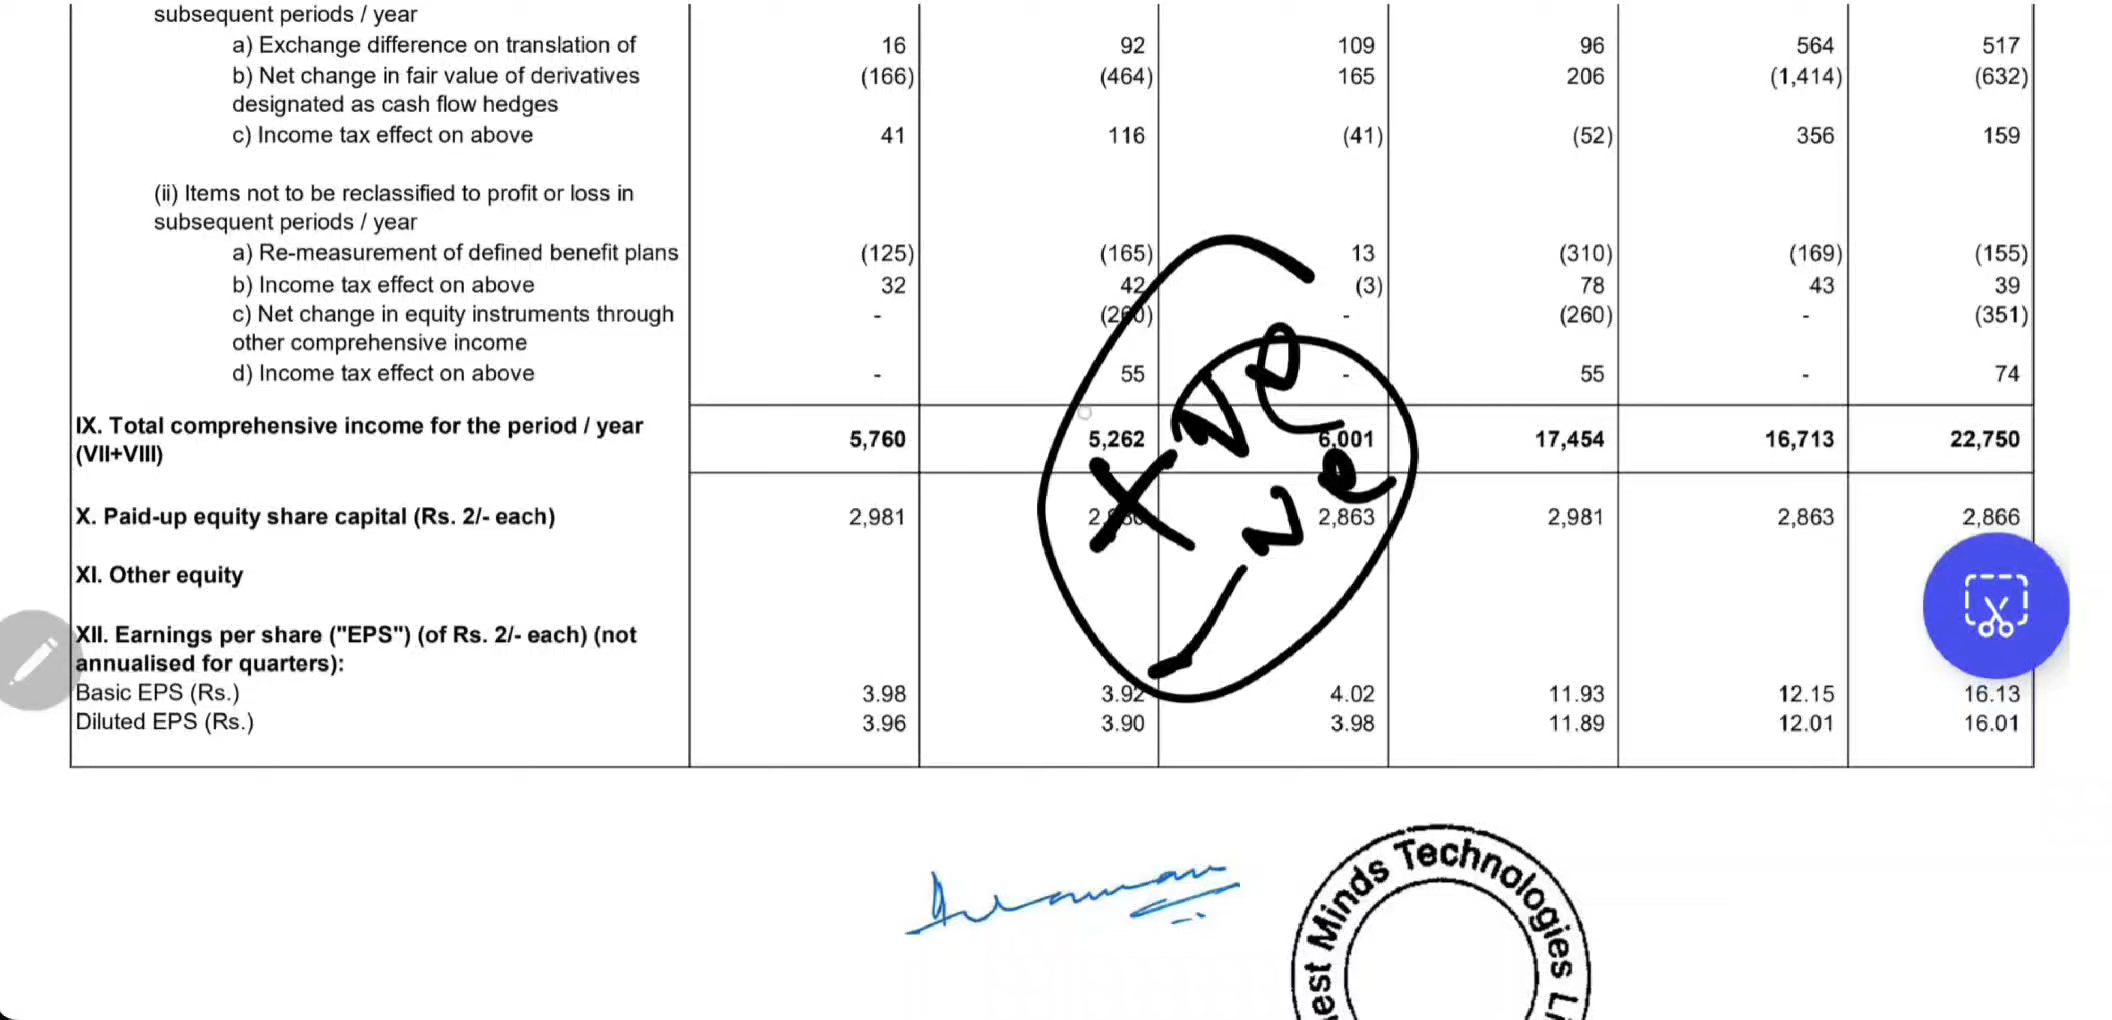 subsequent periods / year
a) Exchange difference on translation of 16 92 109 96 564 517
b) Net change in fair value of derivatives (166) (464) 165 206 (1,414) (632)
designated as cash flow hedges
c) Income tax effect on above 41 116 (41) (52) 356 159
(ii) Items not to be reclassified to profit or loss in
subsequent periods / year
a) Re-measurement of defined benefit plans (125) (165) 13 (310) (169) (155)
b) Income tax effect on above 32 42 (3) 78 43 39
c) Net change in equity instruments through - (260) - (260) - (351)
other comprehensive income
d) Income tax effect on above - 55 - 55 - 74
IX. Total comprehensive income for the period / year
(VII+VIII) 5,760 5,262 6,001 17,454 16,713 22,750
+ve
-ve
X. Paid-up equity share capital (Rs. 2/- each) 2,981 2,863 2,981 2,863 2,866
XI. Other equity
XII. Earnings per share ("EPS") (of Rs. 2/- each) (not
annualised for quarters):
Basic EPS (Rs.) 3.98 3.92 4.02 11.93 12.15 16.13
Diluted EPS (Rs.) 3.96 3.90 3.98 11.89 12.01 16.01
est Minds Technologies Li